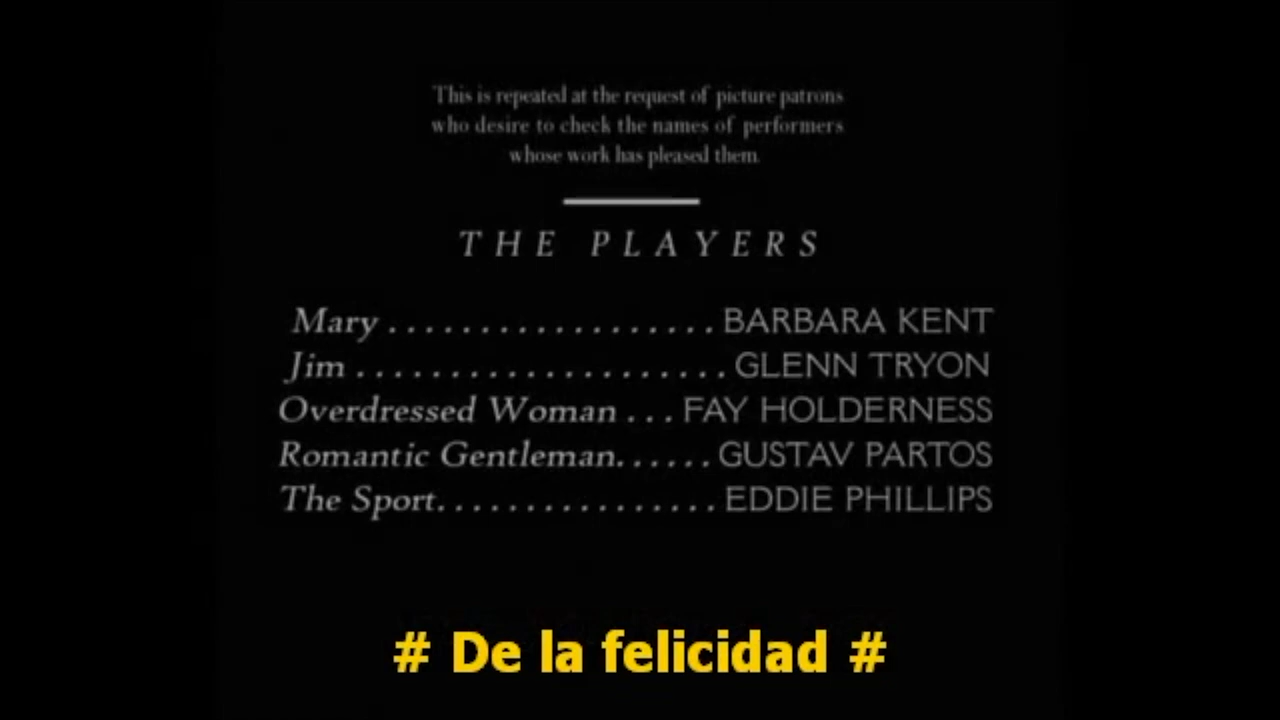 This is repeated at the request of picture patrons
who desire to check the names of performers
whose work has pleased them.
THE PLAYERS
Mary ................... BARBARA KENT
Jim ..................... GLENN TRYON
Overdressed Woman ... FAY HOLDERNESS
Romantic Gentleman...... GUSTAV PARTOS
The Sport................ EDDIE PHILLIPS
# De la felicidad #